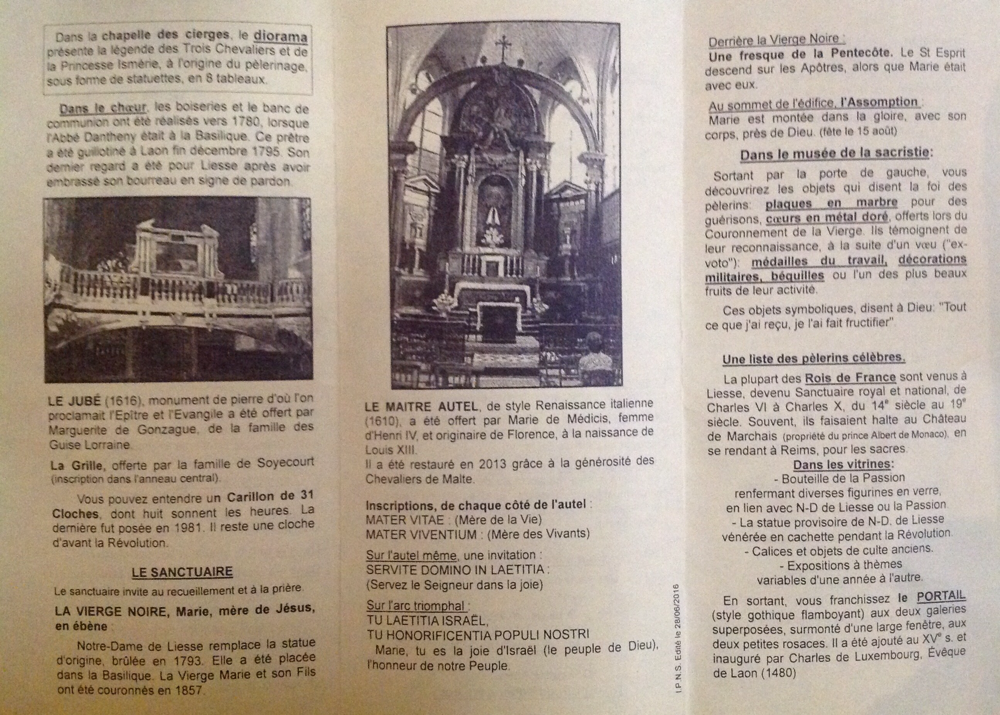 Dans la chapelle des cierges, le diorama
présente la légende des Trois Chevaliers et de
la Princesse Ismérie, à l'origine du pèlerinage,
sous forme de statuettes, en 8 tableaux.
Dans le chœur, les boiseries et le banc de
communion ont été réalisés vers 1780, lorsque
l'Abbé Dantheny était à la Basilique. Ce prêtre
a été guillotiné à Laon fin décembre 1795. Son
dernier regard a été pour Liesse après avoir
embrassé son bourreau en signe de pardon.
LE JUBÉ (1616), monument de pierre d'où l'on
proclamait l'Epître et l'Evangile a été offert par
Marguerite de Gonzague, de la famille des
Guise Lorraine.
La Grille, offerte par la famille de Soyecourt
(inscription dans l'anneau central).
Vous pouvez entendre un Carillon de 31
Cloches, dont huit sonnent les heures. La
dernière fut posée en 1981. Il reste une cloche
d'avant la Révolution.
LE SANCTUAIRE
Le sanctuaire invite au recueillement et à la prière.
LA VIERGE NOIRE, Marie, mère de Jésus,
en ébène :
Notre-Dame de Liesse remplace la statue
d'origine, brûlée en 1793. Elle a été placée
dans la Basilique. La Vierge Marie et son Fils
ont été couronnés en 1857.
LE MAITRE AUTEL, de style Renaissance italienne
(1610), a été offert par Marie de Médicis, femme
d'Henri IV, et originaire de Florence, à la naissance de
Louis XIII.
Il a été restauré en 2013 grâce à la générosité des
Chevaliers de Malte.
Inscriptions, de chaque côté de l'autel :
MATER VITAE : (Mère de la Vie)
MATER VIVENTIUM : (Mère des Vivants)
Sur l'autel même, une invitation :
SERVITE DOMINO IN LAETITIA :
(Servez le Seigneur dans la joie)
Sur l'arc triomphal :
TU LAETITIA ISRAËL,
TU HONORIFICENTIA POPULI NOSTRI
Marie, tu es la joie d'Israël (le peuple de Dieu),
l'honneur de notre Peuple.
I.P.N.S. Edité le 28/06/2016
Derrière la Vierge Noire :
Une fresque de la Pentecôte. Le St Esprit
descend sur les Apôtres, alors que Marie était
avec eux.
Au sommet de l'édifice, l'Assomption :
Marie est montée dans la gloire, avec son
corps, près de Dieu. (fête le 15 août)
Dans le musée de la sacristie:
Sortant par la porte de gauche, vous
découvrirez les objets qui disent la foi des
pèlerins: plaques en marbre pour des
guérisons, cœurs en métal doré, offerts lors du
Couronnement de la Vierge. Ils témoignent de
leur reconnaissance, à la suite d'un vœu ("ex-
voto"): médailles du travail, décorations
militaires, béquilles ou l'un des plus beaux
fruits de leur activité.
Ces objets symboliques, disent à Dieu: "Tout
ce que j'ai reçu, je l'ai fait fructifier".
Une liste des pèlerins célèbres.
La plupart des Rois de France sont venus à
Liesse, devenu Sanctuaire royal et national, de
Charles VI à Charles X, du 14e siècle au 19e
siècle. Souvent, ils faisaient halte au Château
de Marchais (propriété du prince Albert de Monaco), en
se rendant à Reims, pour les sacres.
Dans les vitrines:
- Bouteille de la Passion
renfermant diverses figurines en verre,
en lien avec N-D de Liesse ou la Passion.
- La statue provisoire de N-D. de Liesse
vénérée en cachette pendant la Révolution.
- Calices et objets de culte anciens.
- Expositions à thèmes
variables d'une année à l'autre.
En sortant, vous franchissez le PORTAIL
(style gothique flamboyant) aux deux galeries
superposées, surmonté d'une large fenêtre, aux
deux petites rosaces. Il a été ajouté au XVe s. et
inauguré par Charles de Luxembourg, Évêque
de Laon (1480)